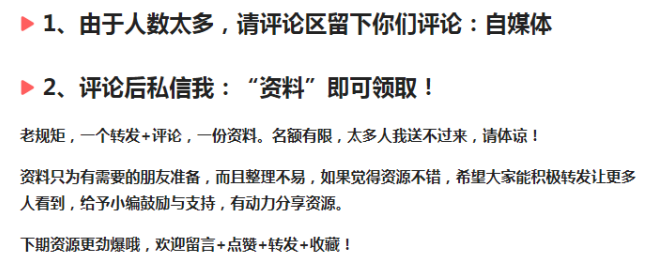 1、由于人数太多，请评论区留下你们评论：自媒体
2、评论后私信我：“资料”即可领取！
老规矩，一个转发+评论，一份资料。名额有限，太多人我送不过来，请体谅！
资料只为有需要的朋友准备，而且整理不易，如果觉得资源不错，希望大家能积极转发让更多
人看到，给予小编鼓励与支持，有动力分享资源。
下期资源更劲爆哦，欢迎留言+点赞+转发+收藏！